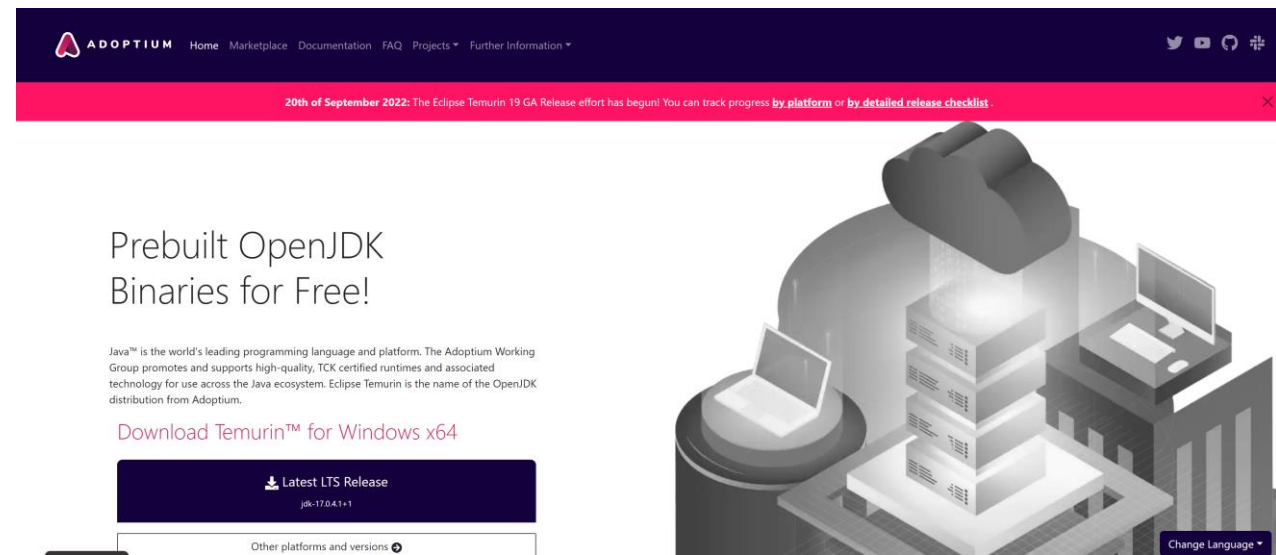 ADOPTIUM Home Marketplace Documentation FAQ Projects Further Information
20th of September 2022: The Eclipse Temurin 19 GA Release effort has begun! You can track progress by platform or by detailed release checklist .
Prebuilt OpenJDK
Binaries for Free!
Java™ is the world's leading programming language and platform. The Adoptium Working
Group promotes and supports high-quality, TCK certified runtimes and associated
technology for use across the Java ecosystem. Eclipse Temurin is the name of the OpenJDK
distribution from Adoptium.
Download Temurin™ for Windows x64
Latest LTS Release
jdk-17.0.4.1+1
Other platforms and versions
Change Language